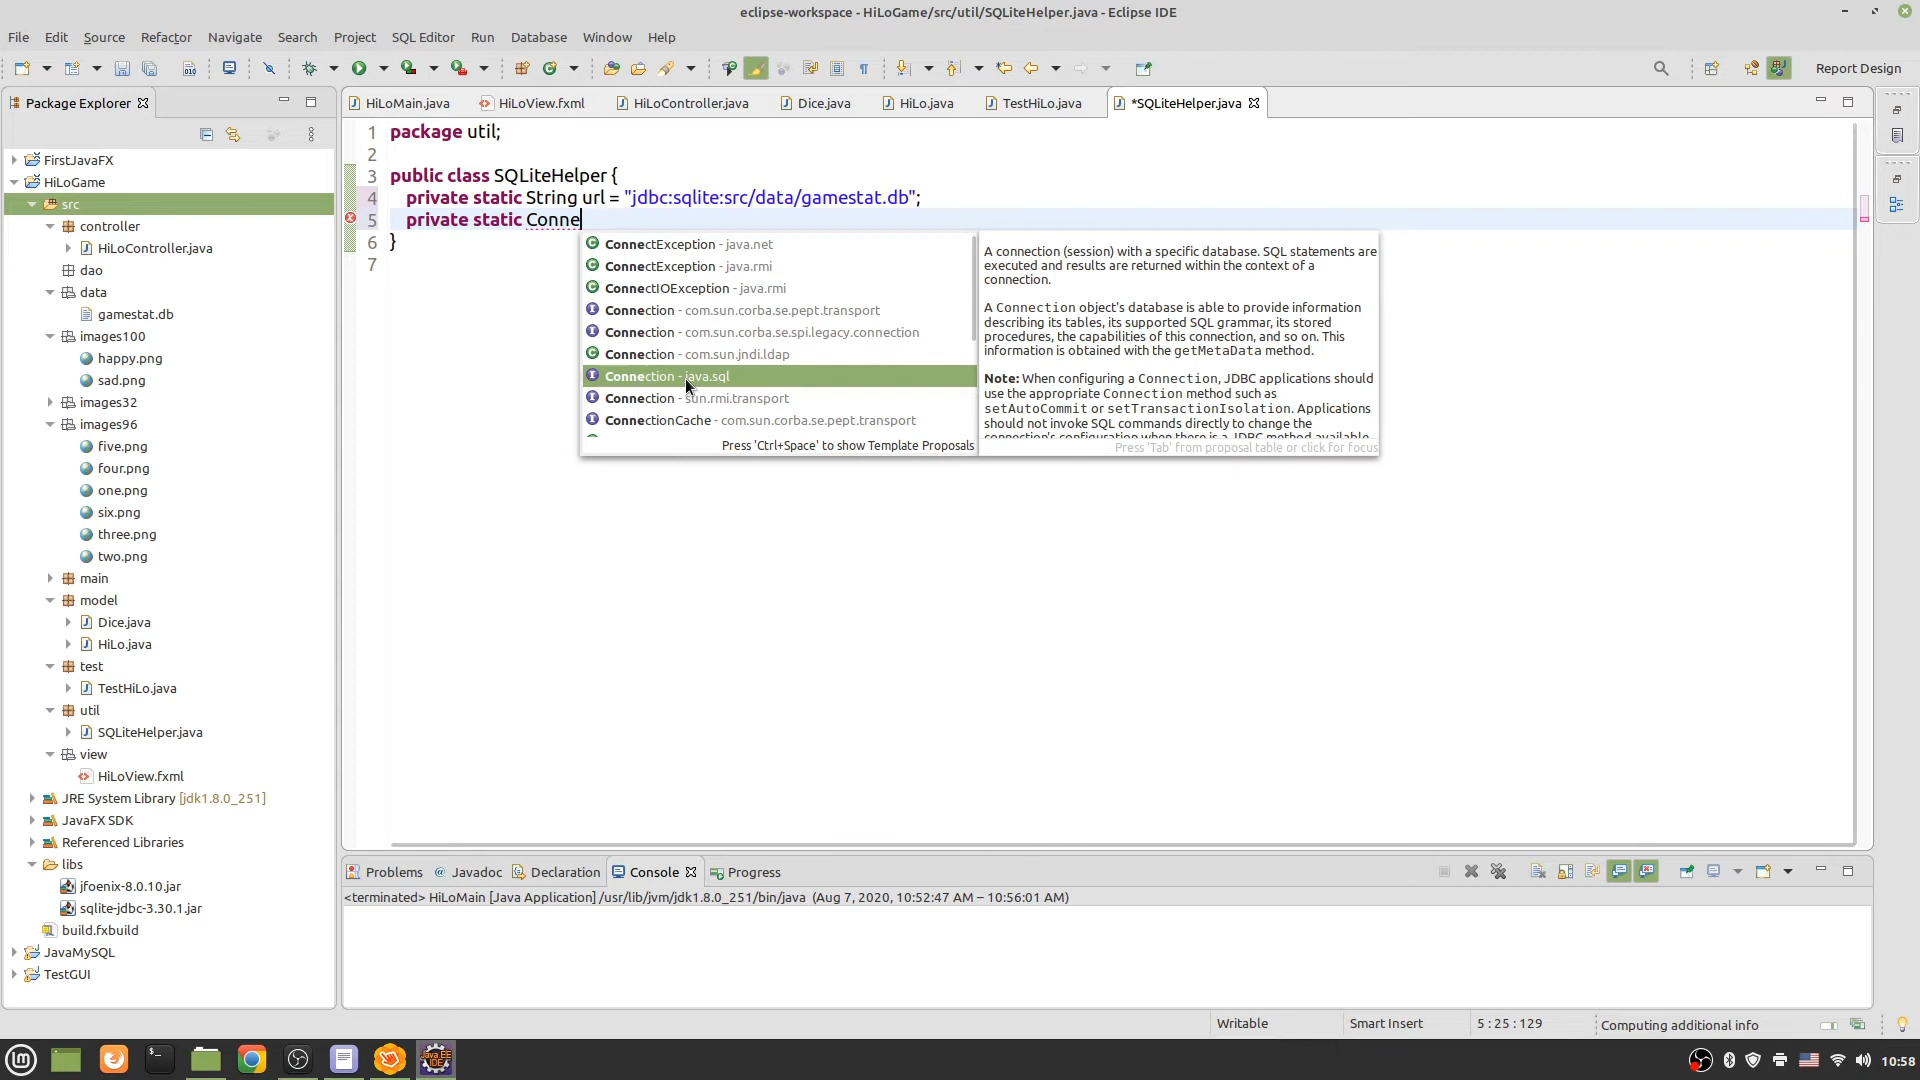 eclipse-workspace - HiLoGame/src/util/SQLiteHelper.java - Eclipse IDE
File Edit Source Refactor Navigate Search Project SQL Editor Run Database Window Help
Report Design
Package Explorer
HiLoMain.java HiLoView.fxml HiLoController.java Dice.java HiLo.java TestHiLo.java *SQLiteHelper.java
FirstJavaFX
HiLoGame
src
controller
HiLoController.java
dao
data
gamestat.db
images100
happy.png
sad.png
images32
images96
five.png
four.png
one.png
six.png
three.png
two.png
main
model
Dice.java
HiLo.java
test
TestHiLo.java
util
SQLiteHelper.java
view
HiLoView.fxml
JRE System Library [jdk1.8.0_251]
JavaFX SDK
Referenced Libraries
libs
jfoenix-8.0.10.jar
sqlite-jdbc-3.30.1.jar
build.fxbuild
JavaMySQL
TestGUI
1 package util;
2
3 public class SQLiteHelper {
4 private static String url = "jdbc:sqlite:src/data/gamestat.db";
5 private static Conne
6 }
7
ConnectException - java.net
ConnectException - java.rmi
ConnectIOException - java.rmi
Connection - com.sun.corba.se.pept.transport
Connection - com.sun.corba.se.spi.legacy.connection
Connection - com.sun.jndi.ldap
Connection - java.sql
Connection - sun.rmi.transport
ConnectionCache - com.sun.corba.se.pept.transport
Press 'Ctrl+Space' to show Template Proposals
A connection (session) with a specific database. SQL statements are
executed and results are returned within the context of a
connection.
A Connection object's database is able to provide information
describing its tables, its supported SQL grammar, its stored
procedures, the capabilities of this connection, and so on. This
information is obtained with the getMetaData method.
Note: When configuring a Connection, JDBC applications should
use the appropriate Connection method such as
setAutoCommit or setTransactionIsolation. Applications
should not invoke SQL commands directly to change the
connection's configuration when there is a JDBC method available
Press 'Tab' from proposal table or click for focus
Problems Javadoc Declaration Console Progress
<terminated> HiLoMain [Java Application] /usr/lib/jvm/jdk1.8.0_251/bin/java (Aug 7, 2020, 10:52:47 AM – 10:56:01 AM)
Writable Smart Insert 5 : 25 : 129 Computing additional info
10:58